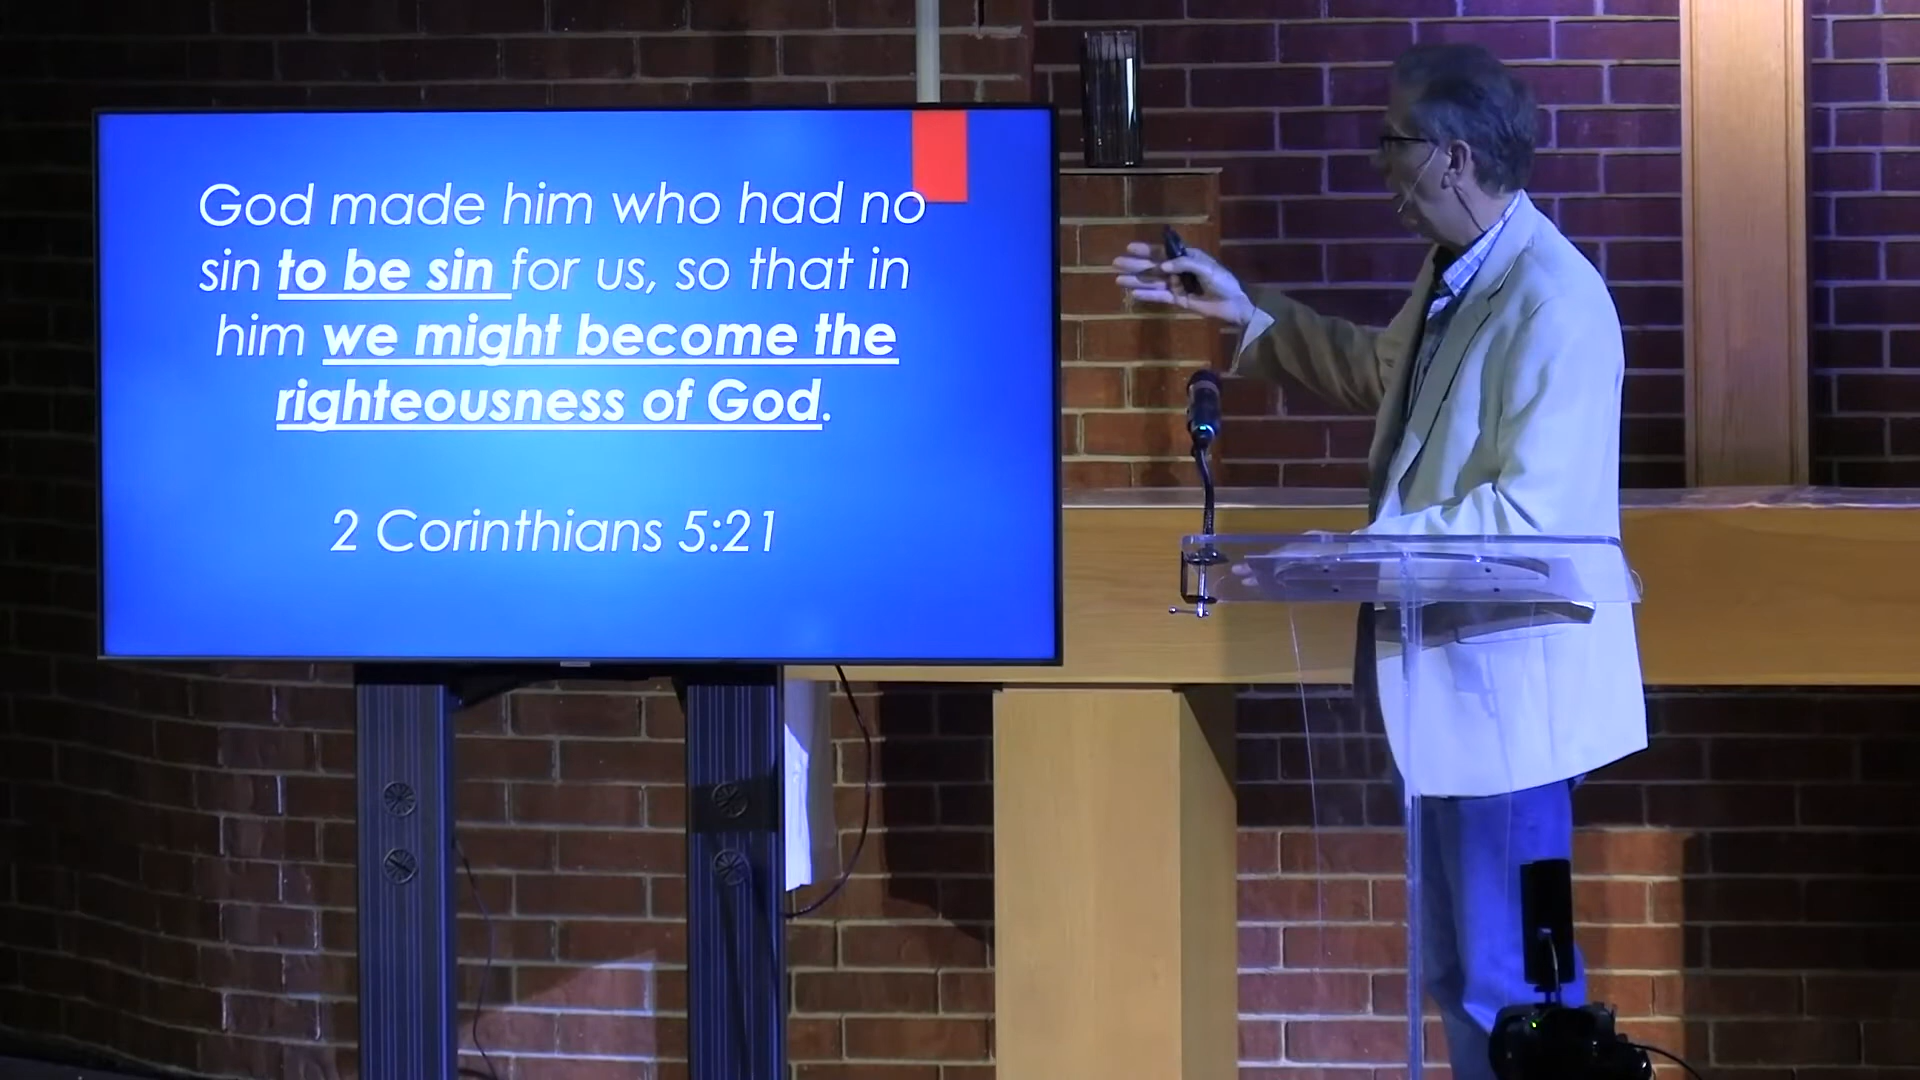 God made him who had no
sin to be sin for us, so that in
him we might become the
righteousness of God.
2 Corinthians 5:21